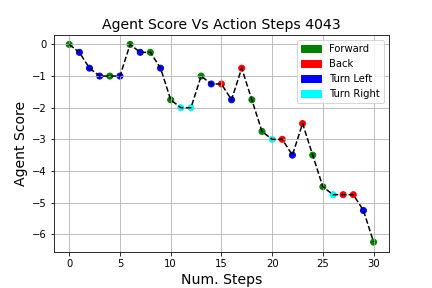 Agent Score Vs Action Steps 4043
Forward
Back
Turn Left
Turn Right
Agent Score
0
−1
−2
−3
−4
−5
−6
0 5 10 15 20 25 30
Num. Steps